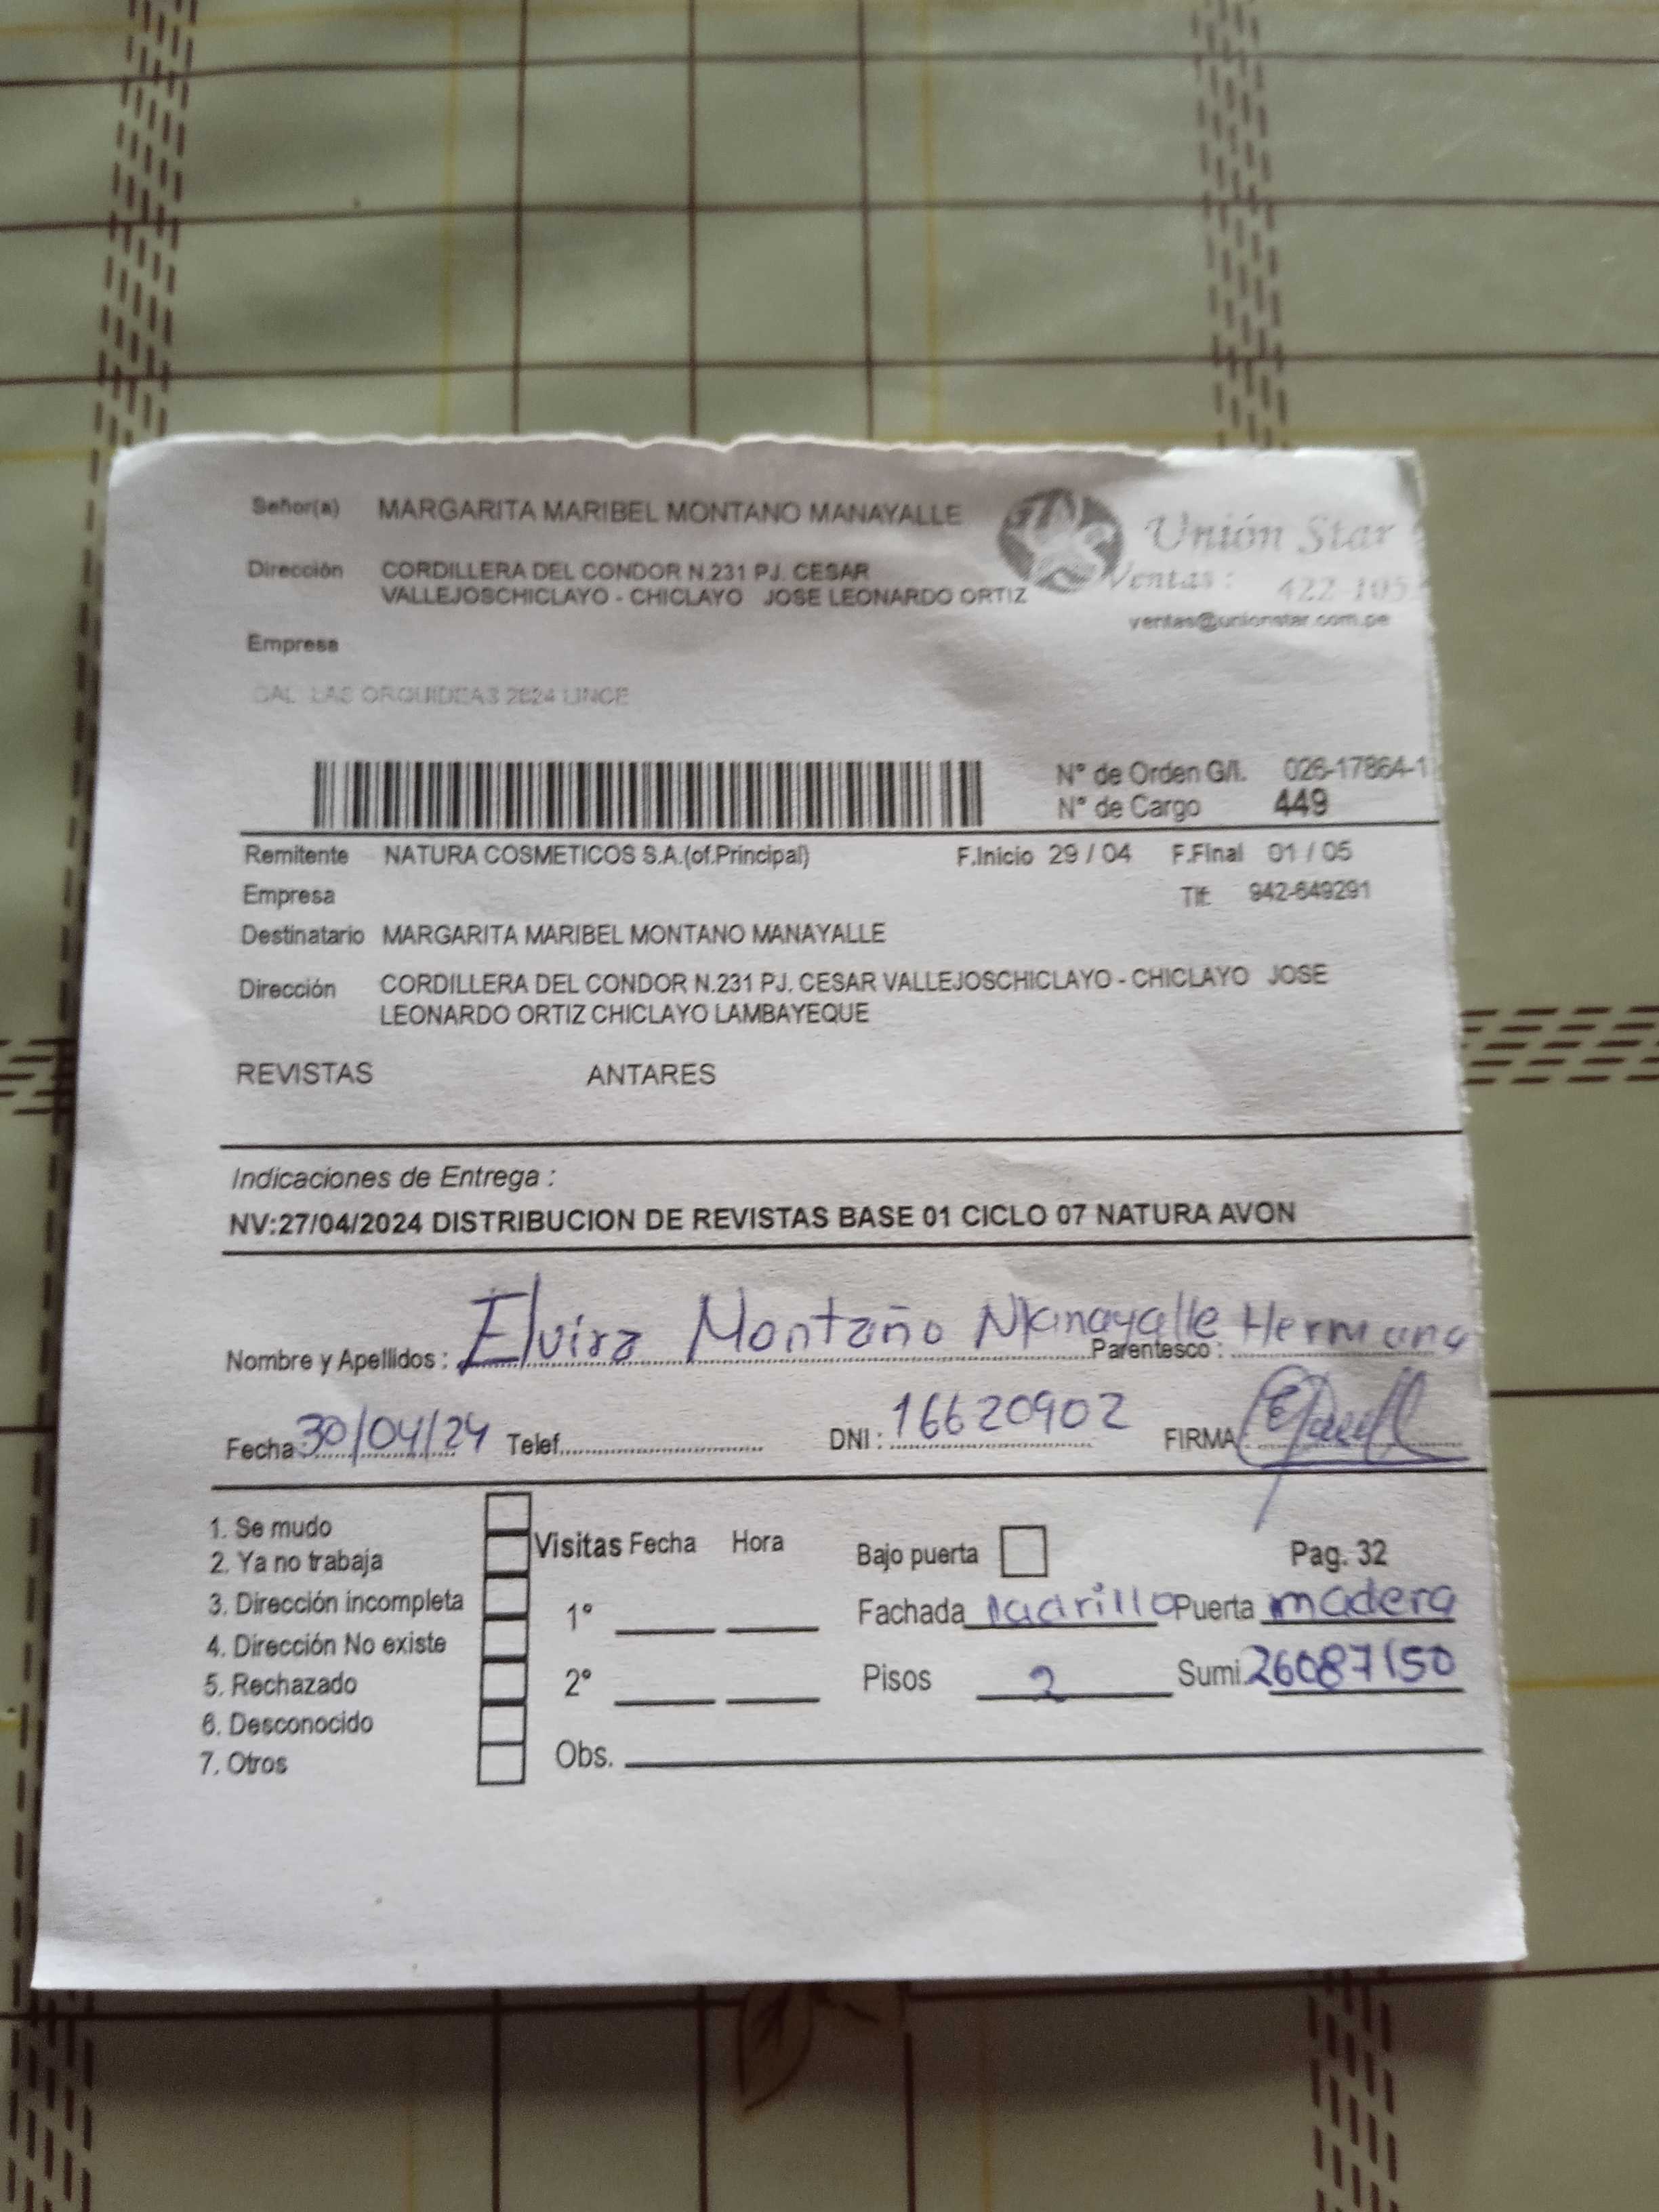 Señor(a) MARGARITA MARIBEL MONTANO MANAYALLE
Unión Star
Dirección CORDILLERA DEL CONDOR N.231 PJ. CESAR
VALLEJOSCHICLAYO - CHICLAYO JOSE LEONARDO ORTIZ
Ventas: 422-105
ventas@unionstar.com.pe
Empresa
CAL LAS ORQUIDEAS 2624 LINCE
N° de Orden G/I. 026-17864-1
N° de Cargo 449
Remitente NATURA COSMETICOS S.A.(of.Principal) F.Inicio 29 / 04 F.Final 01 / 05
Empresa Tlf: 942-649291
Destinatario MARGARITA MARIBEL MONTANO MANAYALLE
Dirección CORDILLERA DEL CONDOR N.231 PJ. CESAR VALLEJOSCHICLAYO - CHICLAYO JOSE
LEONARDO ORTIZ CHICLAYO LAMBAYEQUE
REVISTAS ANTARES
Indicaciones de Entrega :
NV:27/04/2024 DISTRIBUCION DE REVISTAS BASE 01 CICLO 07 NATURA AVON
Nombre y Apellidos : Elvira Montaño Manayalle Parentesco : Hermana
Fecha: 30/04/24 Telef. DNI : 16620902 FIRMA
1. Se mudo
2. Ya no trabaja
3. Dirección incompleta
4. Dirección No existe
5. Rechazado
6. Desconocido
7. Otros
Visitas Fecha Hora
1°
2°
Obs.
Bajo puerta Pag. 32
Fachada ladrillo Puerta madera
Pisos 2 Sumi. 26087150